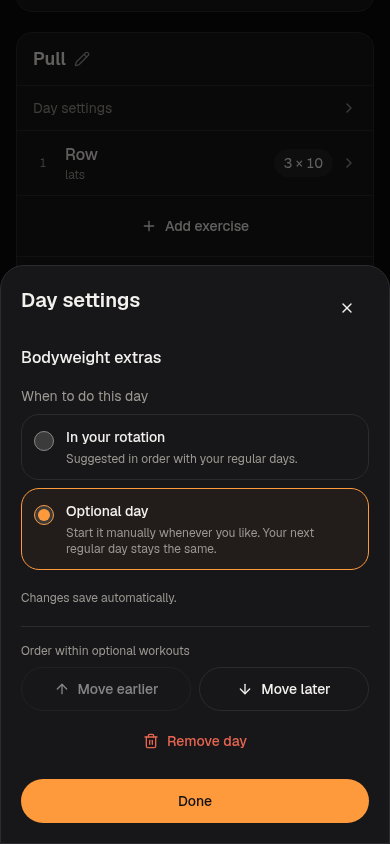 Pull
Day settings
1
Row
3 × 10
lats
+ Add exercise
Day settings
×
Bodyweight extras
When to do this day
In your rotation
Suggested in order with your regular days.
Optional day
Start it manually whenever you like. Your next
regular day stays the same.
Changes save automatically.
Order within optional workouts
↑ Move earlier
↓ Move later
Remove day
Done